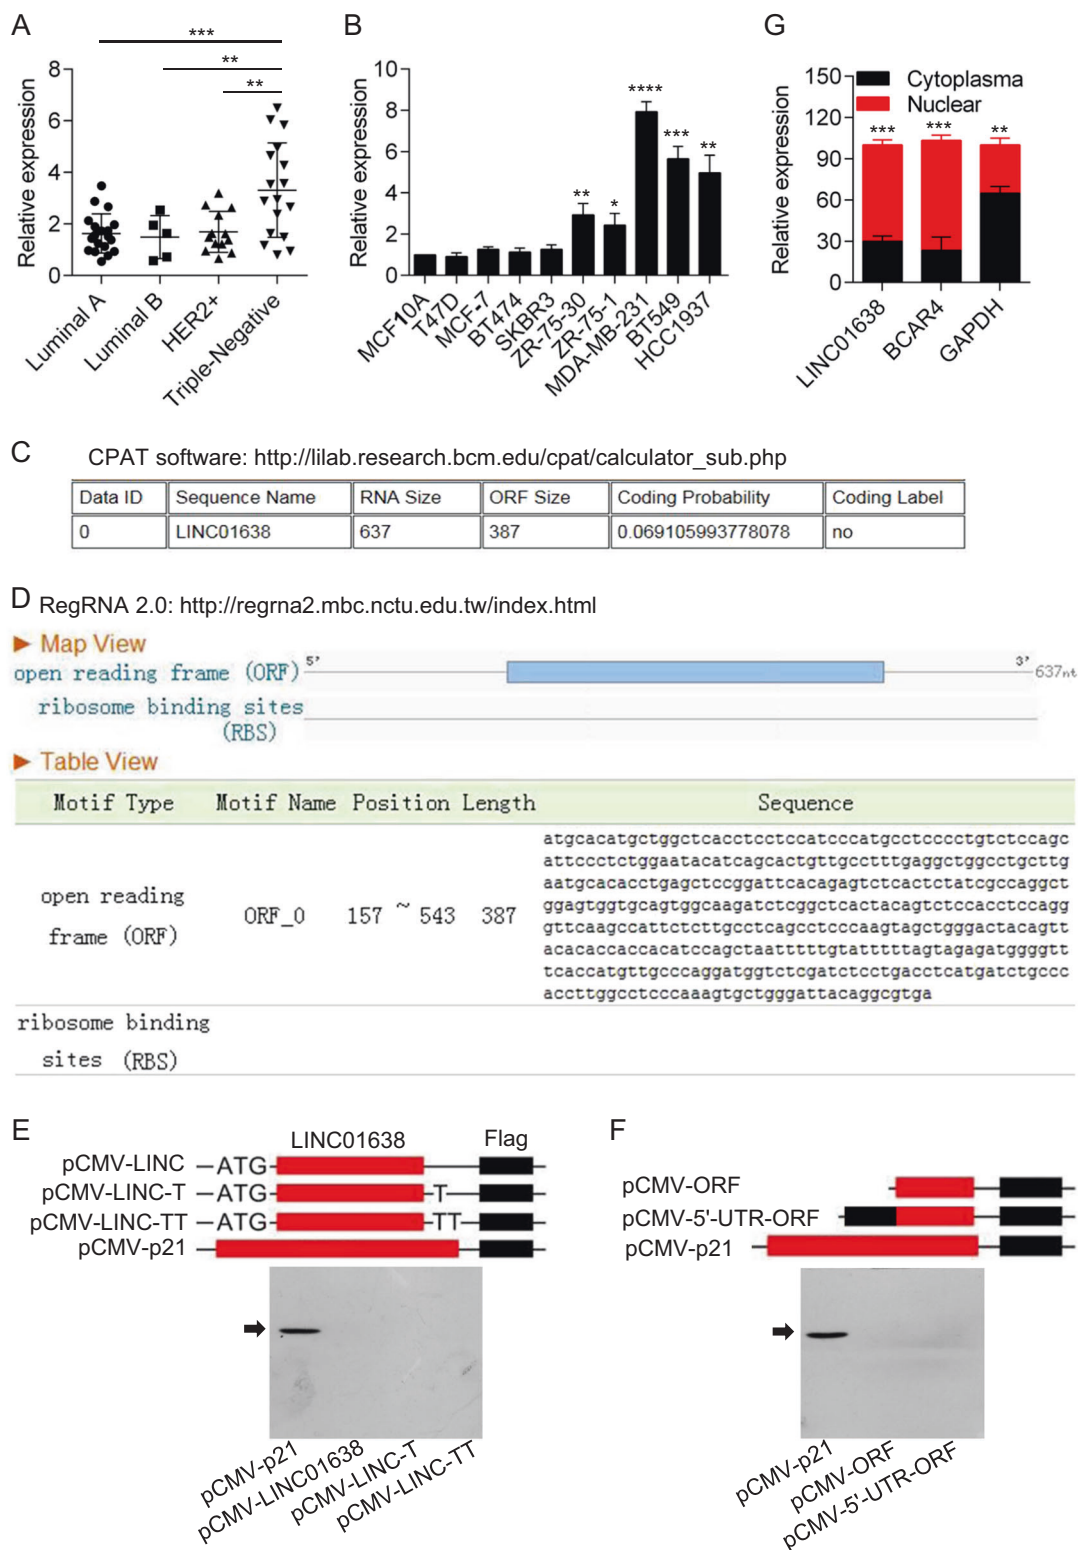 A
***
**
**
Relative expression
8
6
4
2
0
Luminal A
Luminal B
HER2+
Triple-Negative
B
Relative expression
10
8
6
4
2
0
**
*
****
***
**
MCF10A
T47D
MCF-7
BT474
SKBR3
ZR-75-30
ZR-75-1
MDA-MB-231
BT549
HCC1937
G
Relative expression
150
120
90
60
30
0
Cytoplasma
Nuclear
***
***
**
LINC01638
BCAR4
GAPDH
C
CPAT software: http://lilab.research.bcm.edu/cpat/calculator_sub.php
Data ID Sequence Name RNA Size ORF Size Coding Probability Coding Label
0 LINC01638 637 387 0.069105993778078 no
D
RegRNA 2.0: http://regrna2.mbc.nctu.edu.tw/index.html
Map View
open reading frame (ORF) 5' 3' 637nt
ribosome binding sites
(RBS)
Table View
Motif Type Motif Name Position Length Sequence
open reading
frame (ORF)
ORF_0 157 ~ 543 387
atgcacatgctggctcacctcctccatcccatgcctcccctgtctccagc
attccctctggaatacatcagcactgttgcctttgaggctggcctgcttg
aatgcacacctgagctccggattcacagagtctcactctatcgccaggct
ggagtggtgcagtggcaagatctcggctcactacagtctccacctccagg
gttcaagccattctcttgcctcagcctcccaagtagctgggactacagtt
acacaccaccacatccagctaatttttgtatttttagtagagatggggtt
tcaccatgttgcccaggatggtctcgatctcctgacctcatgatctgccc
accttggcctcccaaagtgctgggattacaggcgtga
ribosome binding
sites (RBS)
E
LINC01638 Flag
pCMV-LINC ATG
pCMV-LINC-T ATG T
pCMV-LINC-TT ATG TT
pCMV-p21
pCMV-p21
pCMV-LINC01638
pCMV-LINC-T
pCMV-LINC-TT
F
pCMV-ORF
pCMV-5'-UTR-ORF
pCMV-p21
pCMV-p21
pCMV-ORF
pCMV-5'-UTR-ORF